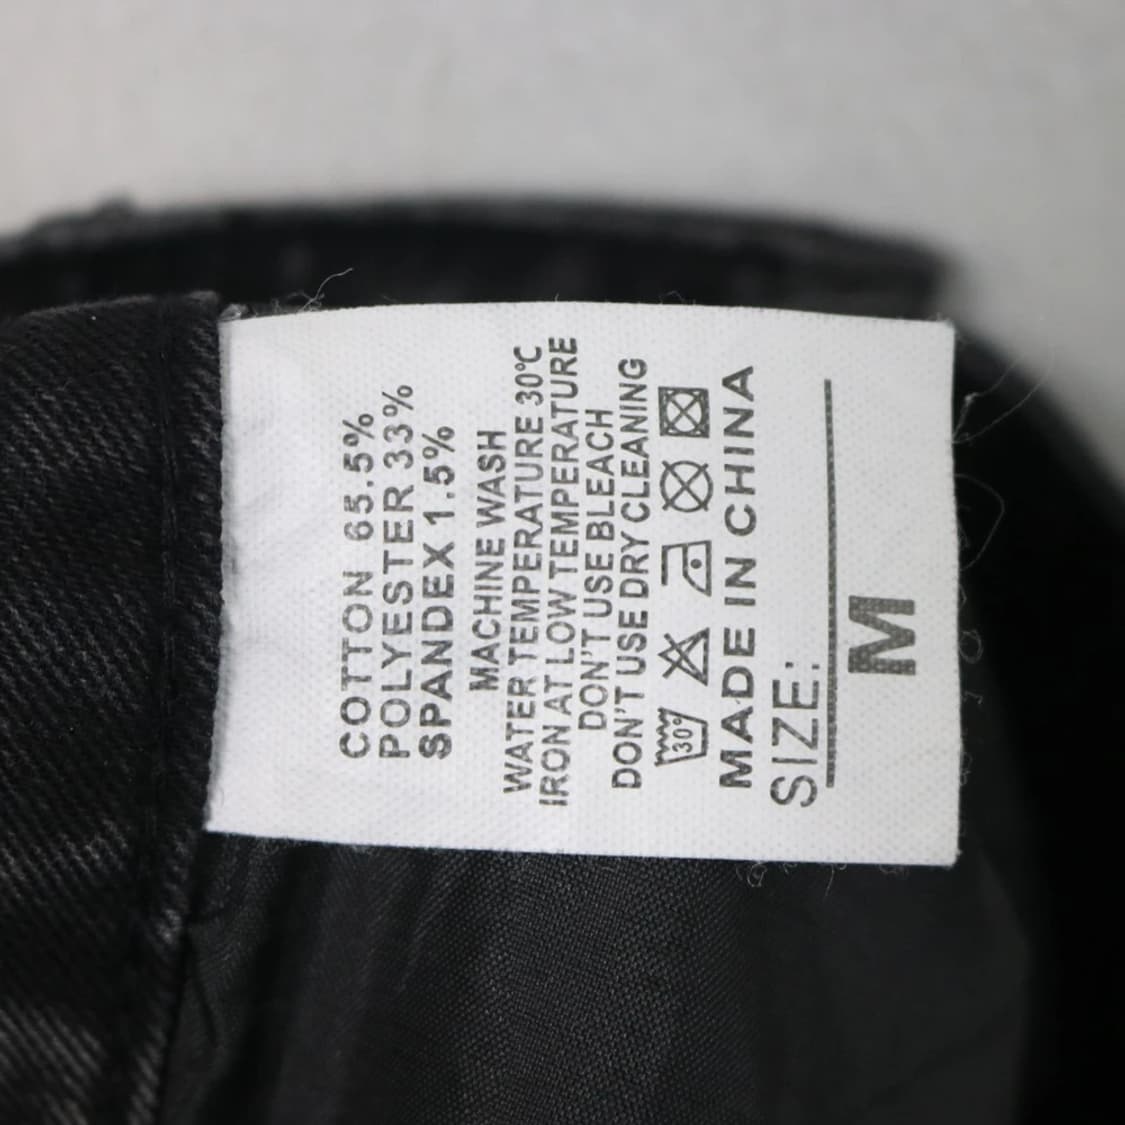 COTTON 65.5%
POLYESTER 33%
SPANDEX 1.5%
MACHINE WASH
WATER TEMPERATURE 30℃
IRON AT LOW TEMPERATURE
DON'T USE BLEACH
DON'T USE DRY CLEANING
30°
MADE IN CHINA
SIZE:
M